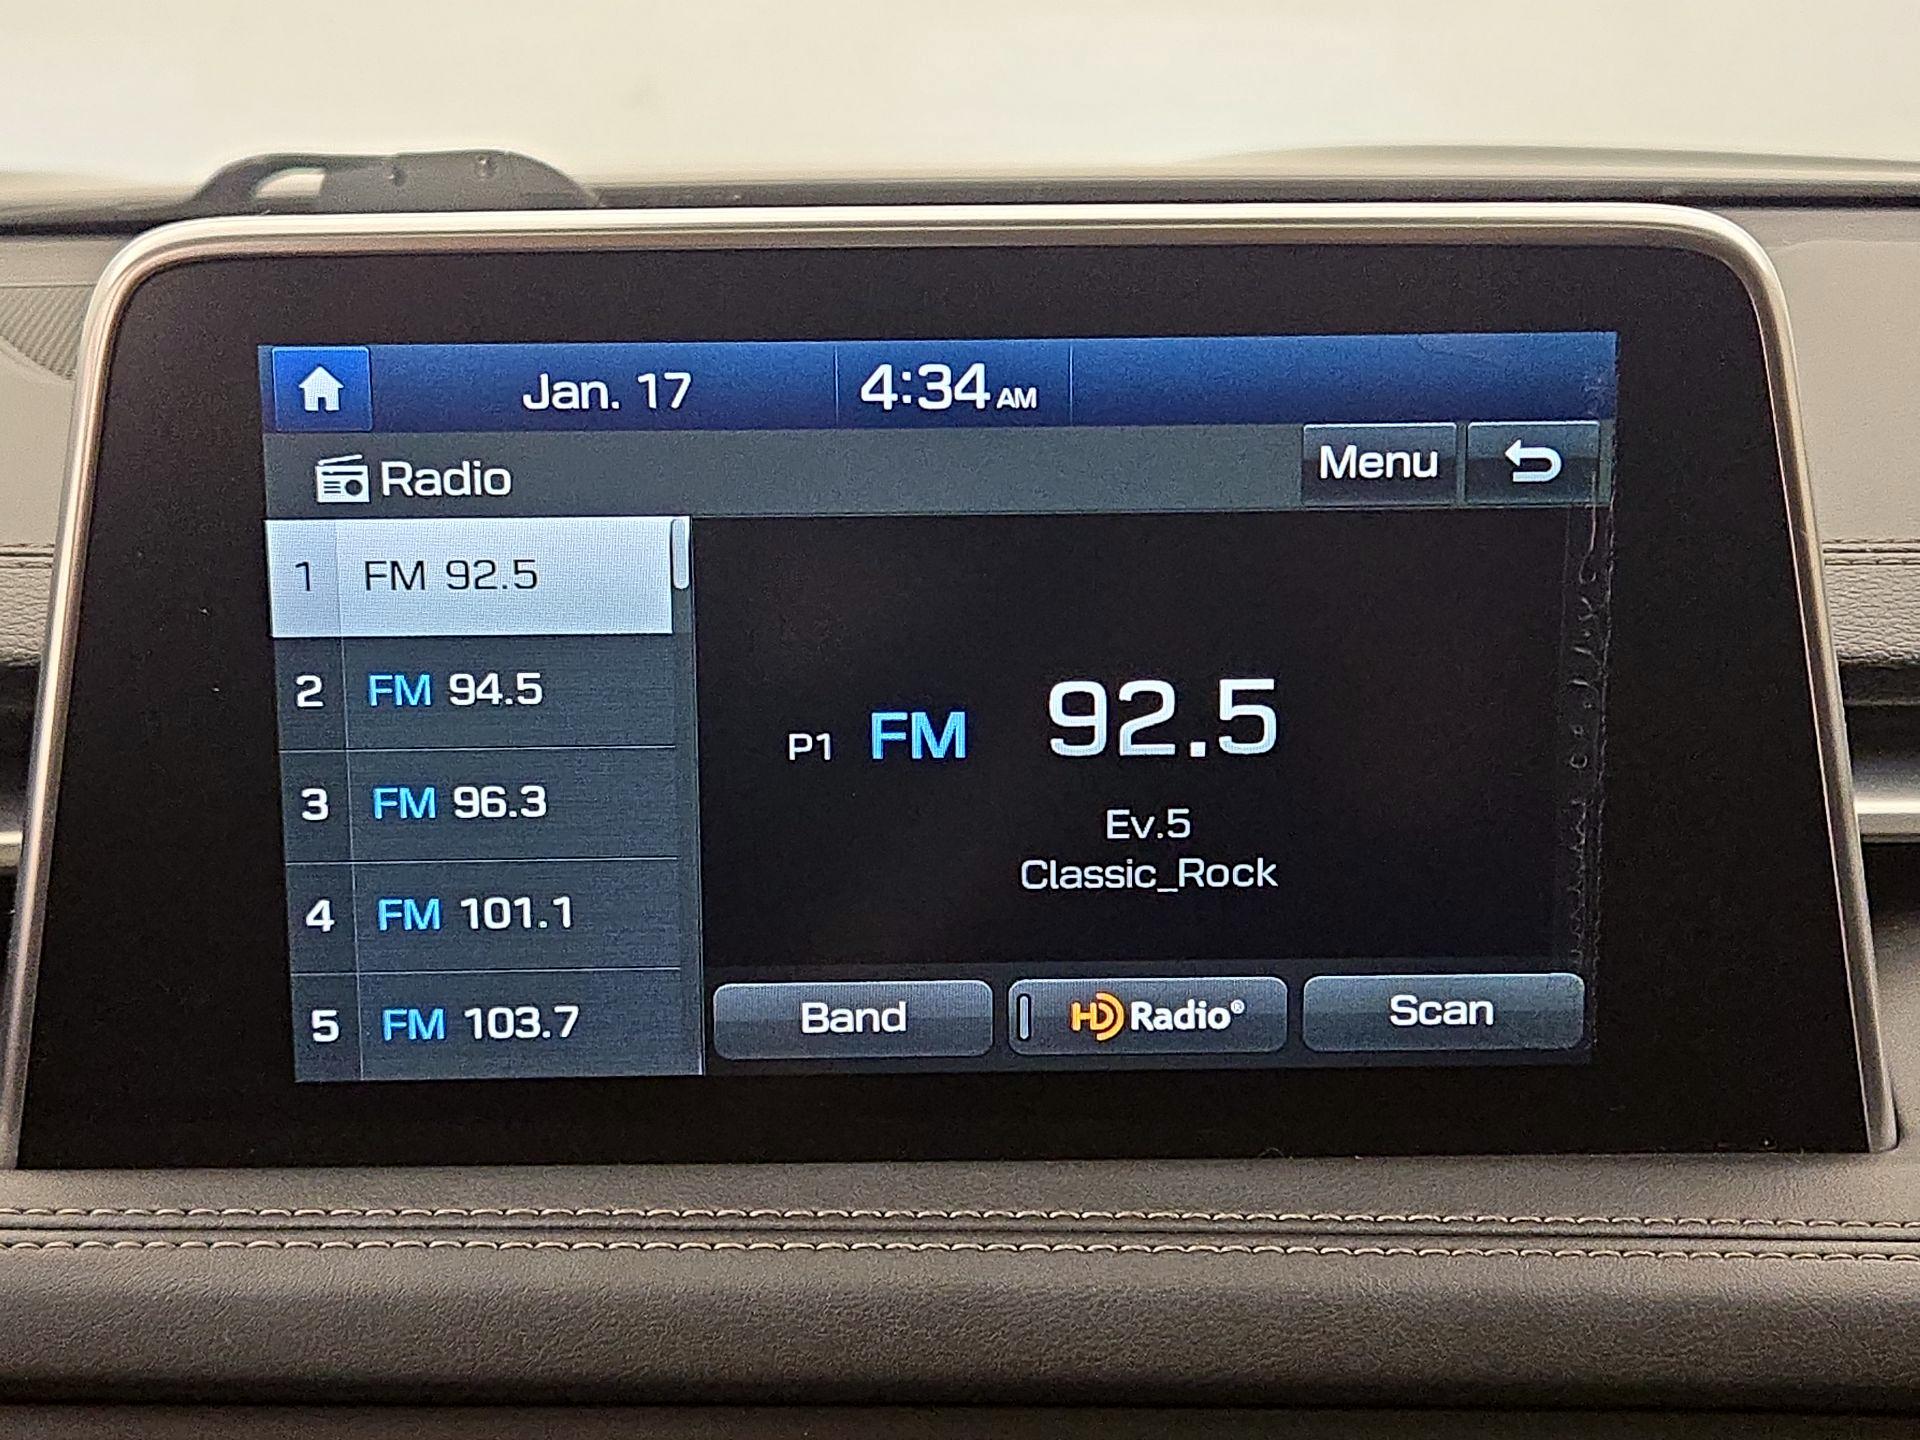 Jan. 17 4:34 AM
Radio Menu
1 FM 92.5
2 FM 94.5
3 FM 96.3
4 FM 101.1
5 FM 103.7
P1 FM 92.5
Ev.5
Classic_Rock
Band HD Radio® Scan